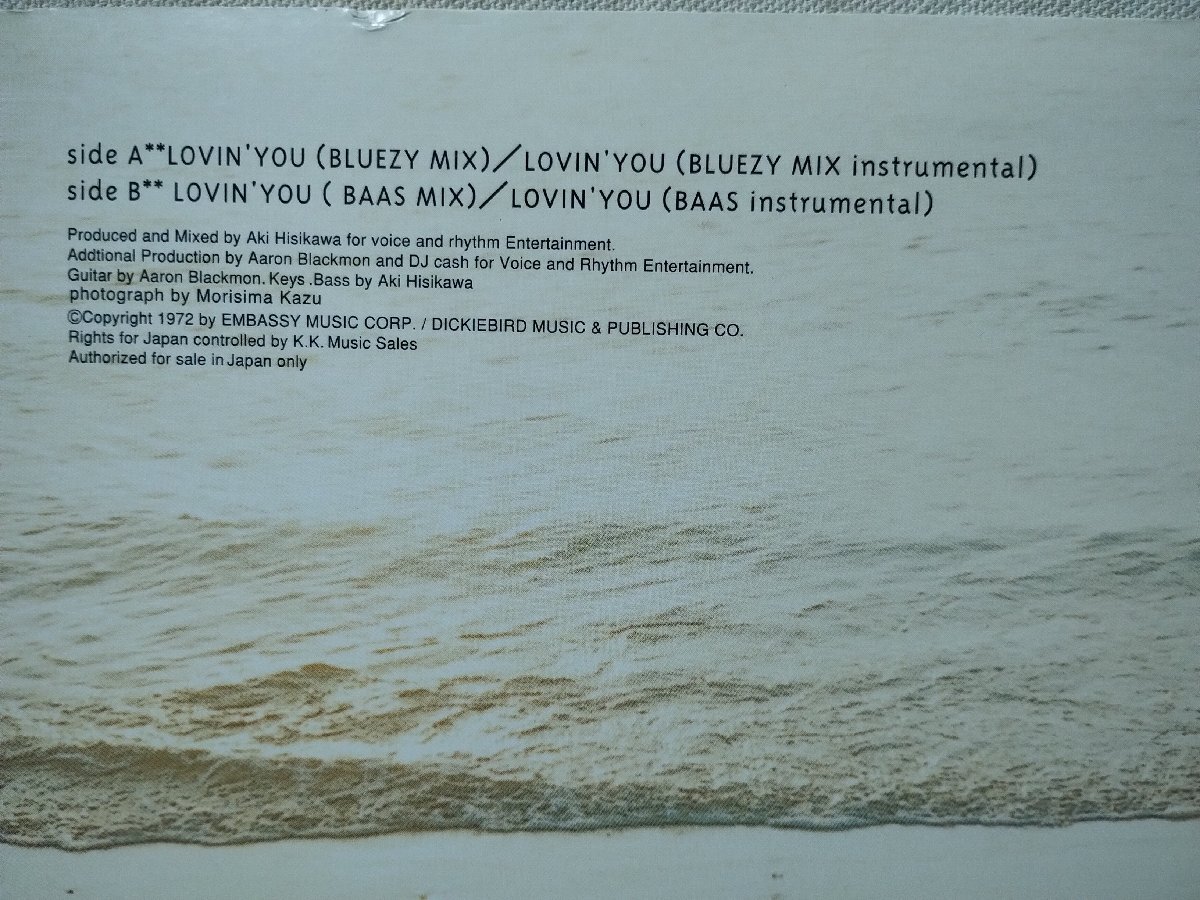 side A**LOVIN'YOU (BLUEZY MIX)／LOVIN'YOU (BLUEZY MIX instrumental)
side B** LOVIN'YOU ( BAAS MIX)／LOVIN'YOU (BAAS instrumental)
Produced and Mixed by Aki Hisikawa for voice and rhythm Entertainment.
Addtional Production by Aaron Blackmon and DJ cash for Voice and Rhythm Entertainment.
Guitar by Aaron Blackmon. Keys .Bass by Aki Hisikawa
photograph by Morisima Kazu
©Copyright 1972 by EMBASSY MUSIC CORP. / DICKIEBIRD MUSIC & PUBLISHING CO.
Rights for Japan controlled by K.K. Music Sales
Authorized for sale in Japan only